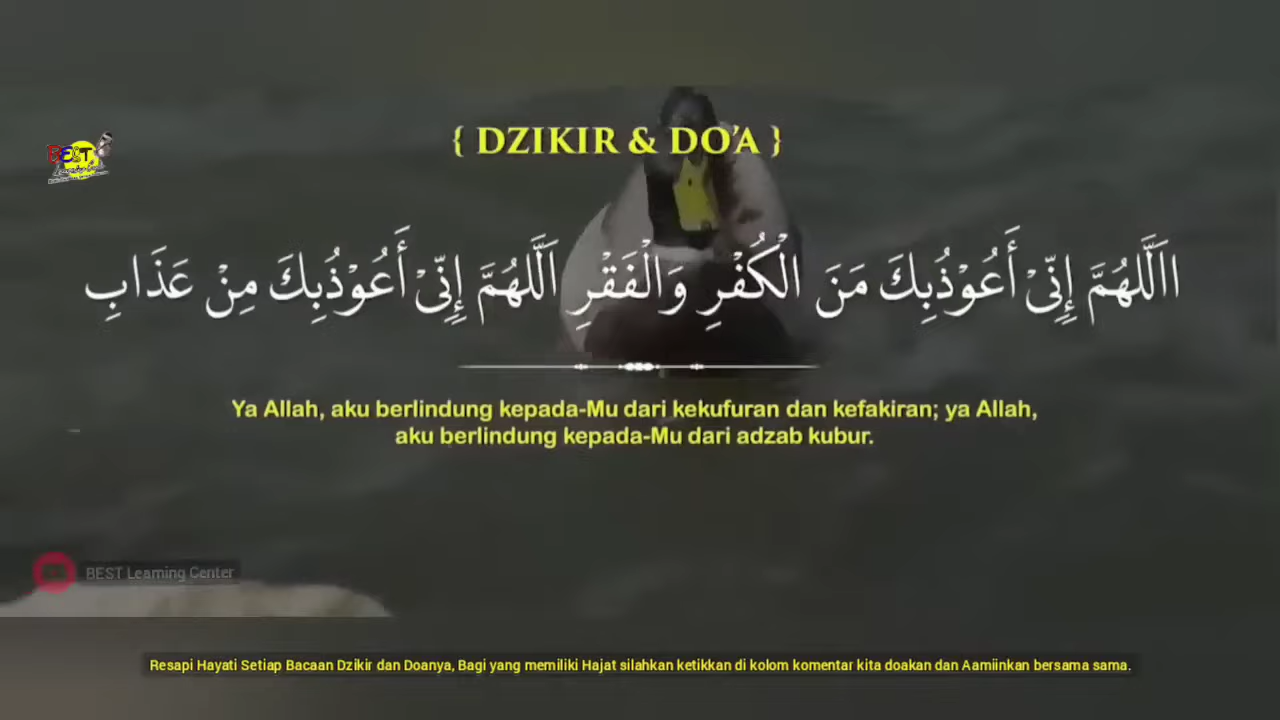 { DZIKIR & DO'A }
BEST
اَاللّٰهُمَّ إِنِّىْ أَعُوْذُبِكَ مَنَ الْكُفْرِ وَالْفَقْرِ اَللّٰهُمَّ إِنِّىْ أَعُوْذُبِكَ مِنْ عَذَابِ
Ya Allah, aku berlindung kepada-Mu dari kekufuran dan kefakiran; ya Allah,
aku berlindung kepada-Mu dari adzab kubur.
BEST Learning Center
Resapi Hayati Setiap Bacaan Dzikir dan Doanya, Bagi yang memiliki Hajat silahkan ketikkan di kolom komentar kita doakan dan Aamiinkan bersama sama.